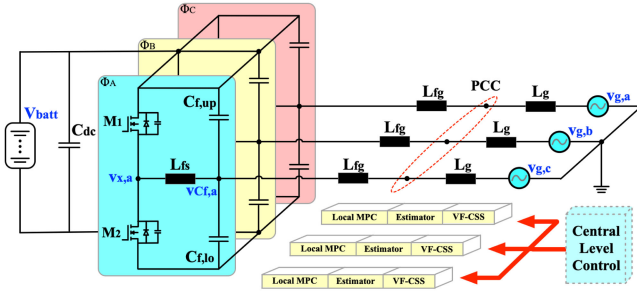 ΦC
ΦB
ΦA
Vbatt
Cdc
M1
Cf,up
Lfs
vx,a
vCf,a
M2
Cf,lo
PCC
Lfg
Lg
vg,a
Lfg
Lg
vg,b
Lfg
Lg
vg,c
Local MPC Estimator VF-CSS
Local MPC Estimator VF-CSS
Local MPC Estimator VF-CSS
Central
Level
Control